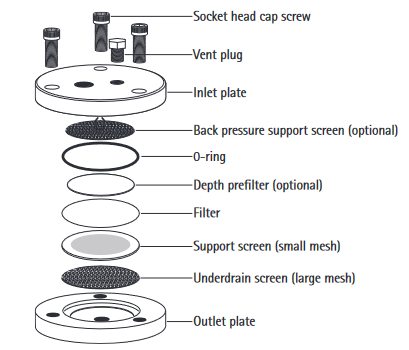 Socket head cap screw
Vent plug
Inlet plate
Back pressure support screen (optional)
O-ring
Depth prefilter (optional)
Filter
Support screen (small mesh)
Underdrain screen (large mesh)
Outlet plate